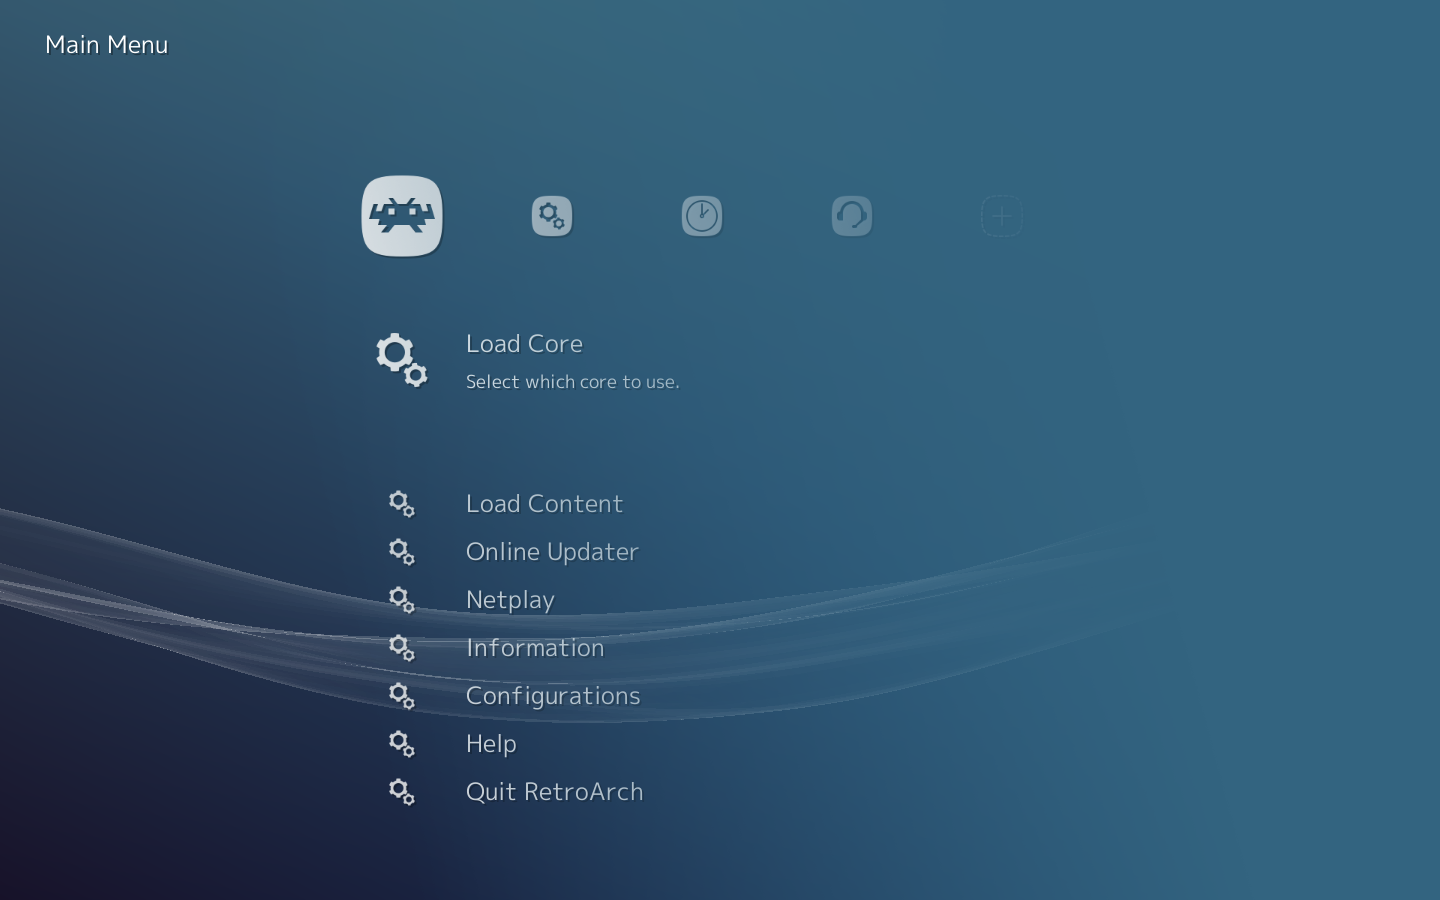 Main Menu
Load Core
Select which core to use.
Load Content
Online Updater
Netplay
Information
Configurations
Help
Quit RetroArch